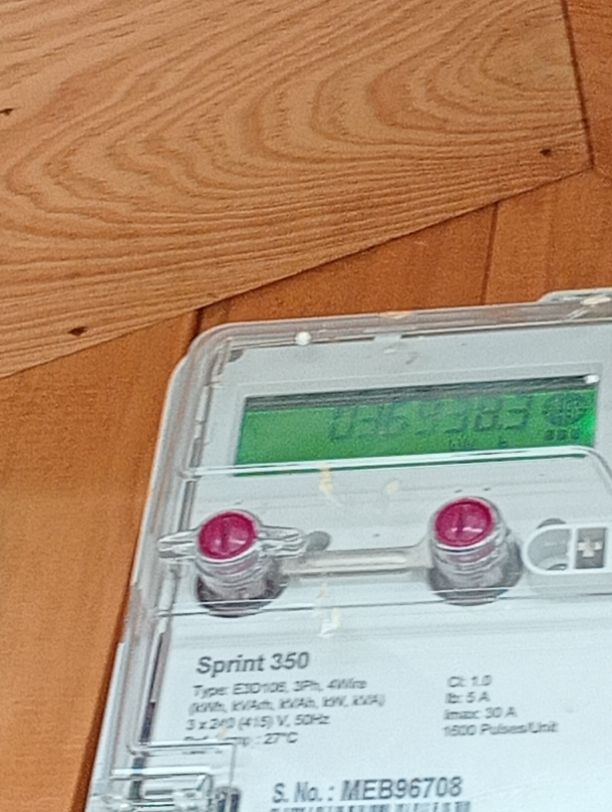 Sprint 350
Type: E3D106, 3Ph, 4Wire
(kWh, kVArh, kVAh, kW, kVA)
3 x 240 (415) V, 50Hz
: 27°C
Cl: 1.0
Ib: 5 A
Imax: 30 A
1600 Pulses/Unit
S. No. : MEB96708